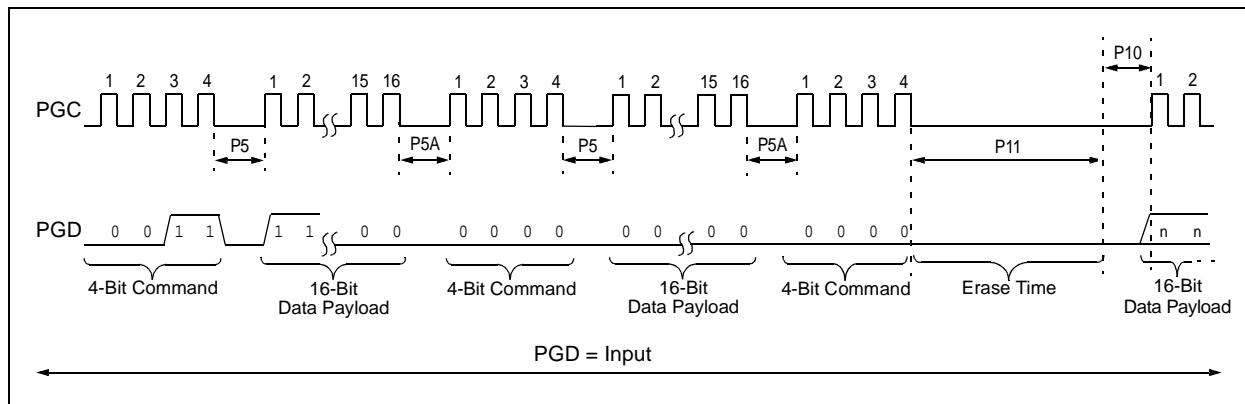 P10
1 2 3 4 1 2 15 16 1 2 3 4 1 2 15 16 1 2 3 4 1 2
PGC
P5 P5A P5 P5A P11
PGD 0 0 1 1 1 1 0 0 0 0 0 0 0 0 0 0 0 0 0 0 n n
4-Bit Command 16-Bit 4-Bit Command 16-Bit 4-Bit Command Erase Time 16-Bit
Data Payload Data Payload Data Payload
PGD = Input